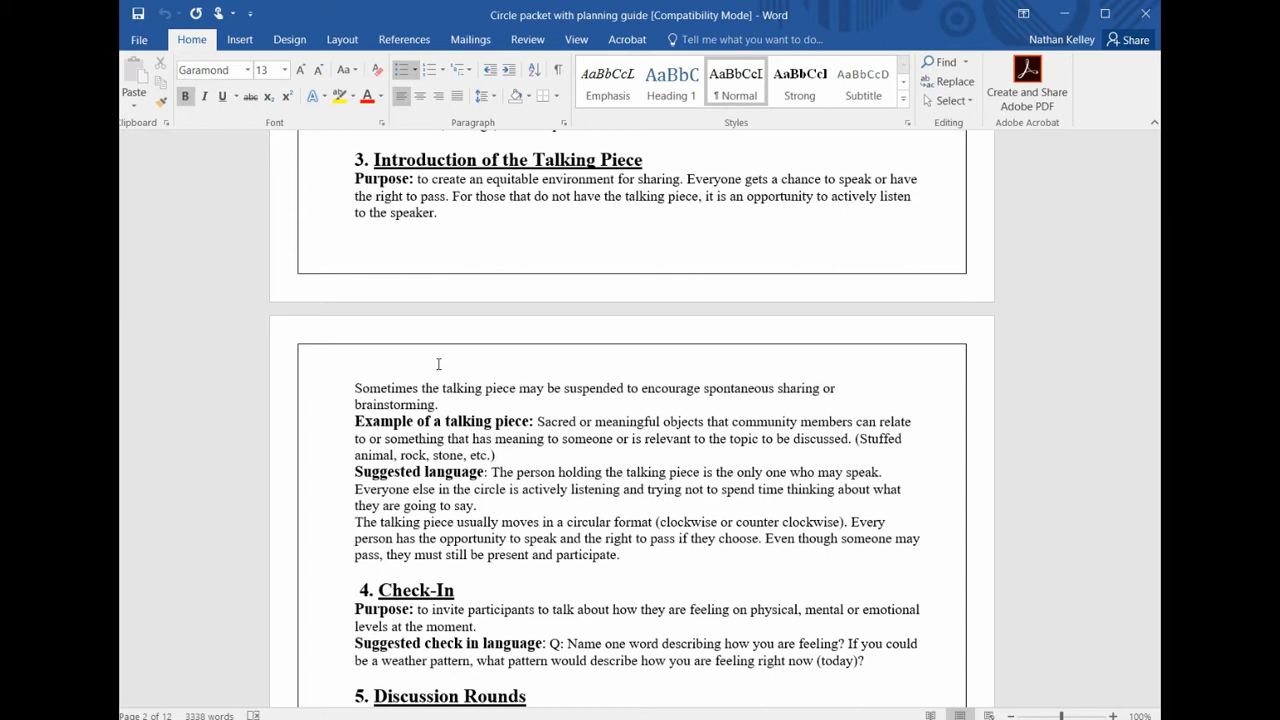 Circle packet with planning guide [Compatibility Mode] - Word
File Home Insert Design Layout References Mailings Review View Acrobat Tell me what you want to do... Nathan Kelley Share
Garamond 13 Aa AaBbCcI AaBbC AaBbCcI AaBbCcI AaBbCcD Find
Paste Replace Create and Share
B I U abc x₂ x² A A Emphasis Heading 1 ¶ Normal Strong Subtitle Select Adobe PDF
Clipboard Font Paragraph Styles Editing Adobe Acrobat
3. Introduction of the Talking Piece
Purpose: to create an equitable environment for sharing. Everyone gets a chance to speak or have
the right to pass. For those that do not have the talking piece, it is an opportunity to actively listen
to the speaker.
Sometimes the talking piece may be suspended to encourage spontaneous sharing or
brainstorming.
Example of a talking piece: Sacred or meaningful objects that community members can relate
to or something that has meaning to someone or is relevant to the topic to be discussed. (Stuffed
animal, rock, stone, etc.)
Suggested language: The person holding the talking piece is the only one who may speak.
Everyone else in the circle is actively listening and trying not to spend time thinking about what
they are going to say.
The talking piece usually moves in a circular format (clockwise or counter clockwise). Every
person has the opportunity to speak and the right to pass if they choose. Even though someone may
pass, they must still be present and participate.
4. Check-In
Purpose: to invite participants to talk about how they are feeling on physical, mental or emotional
levels at the moment.
Suggested check in language: Q: Name one word describing how you are feeling? If you could
be a weather pattern, what pattern would describe how you are feeling right now (today)?
5. Discussion Rounds
Page 2 of 12 3338 words 100%